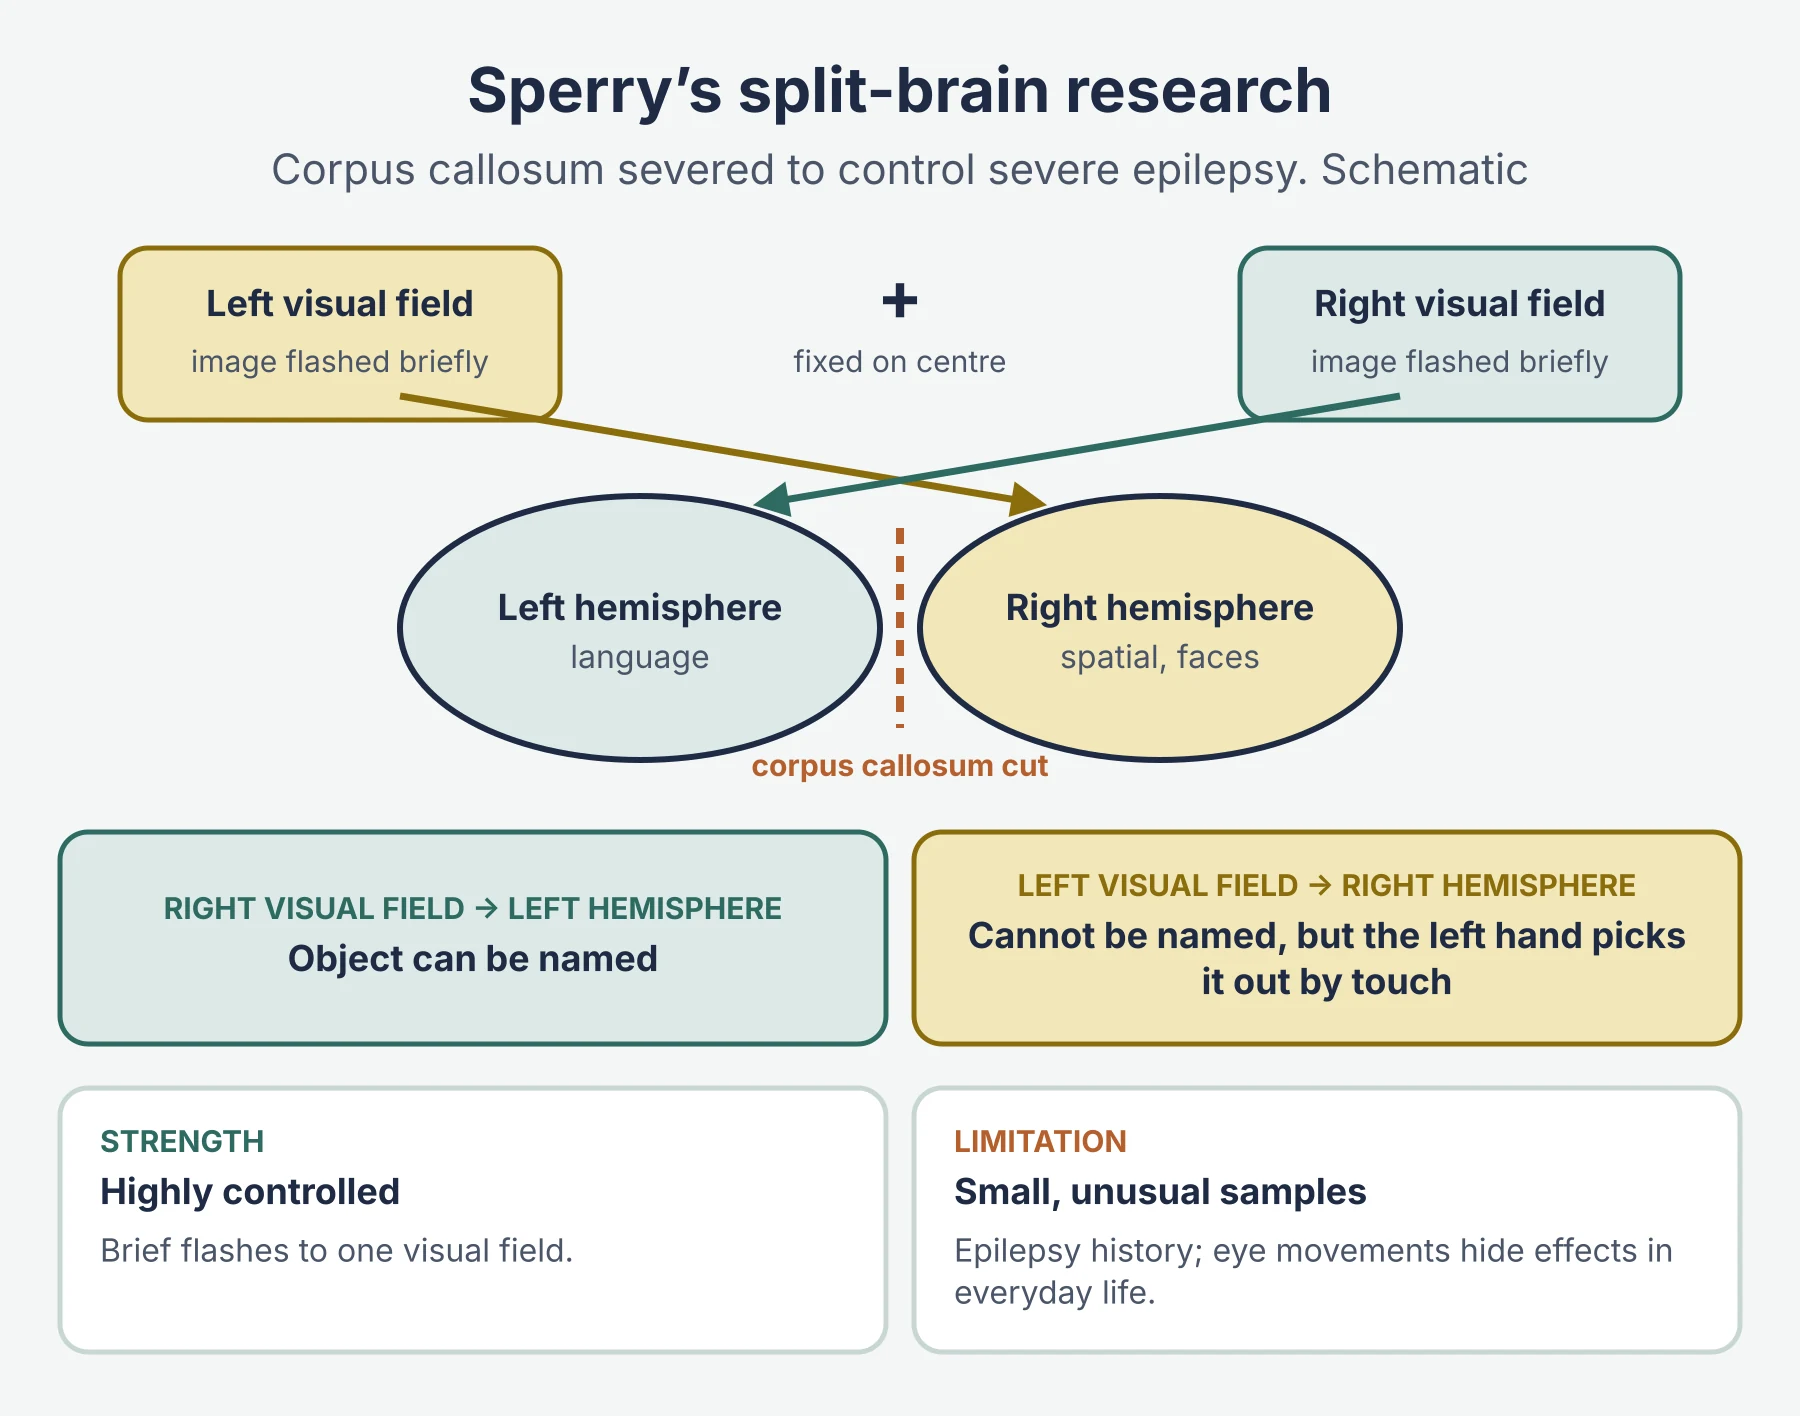 Sperry’s split-brain research
Corpus callosum severed to control severe epilepsy. Schematic
Left visual field
image flashed briefly
+
fixed on centre
Right visual field
image flashed briefly
Left hemisphere
language
Right hemisphere
spatial, faces
corpus callosum cut
RIGHT VISUAL FIELD → LEFT HEMISPHERE
Object can be named
LEFT VISUAL FIELD → RIGHT HEMISPHERE
Cannot be named, but the left hand picks
it out by touch
STRENGTH
Highly controlled
Brief flashes to one visual field.
LIMITATION
Small, unusual samples
Epilepsy history; eye movements hide effects in
everyday life.